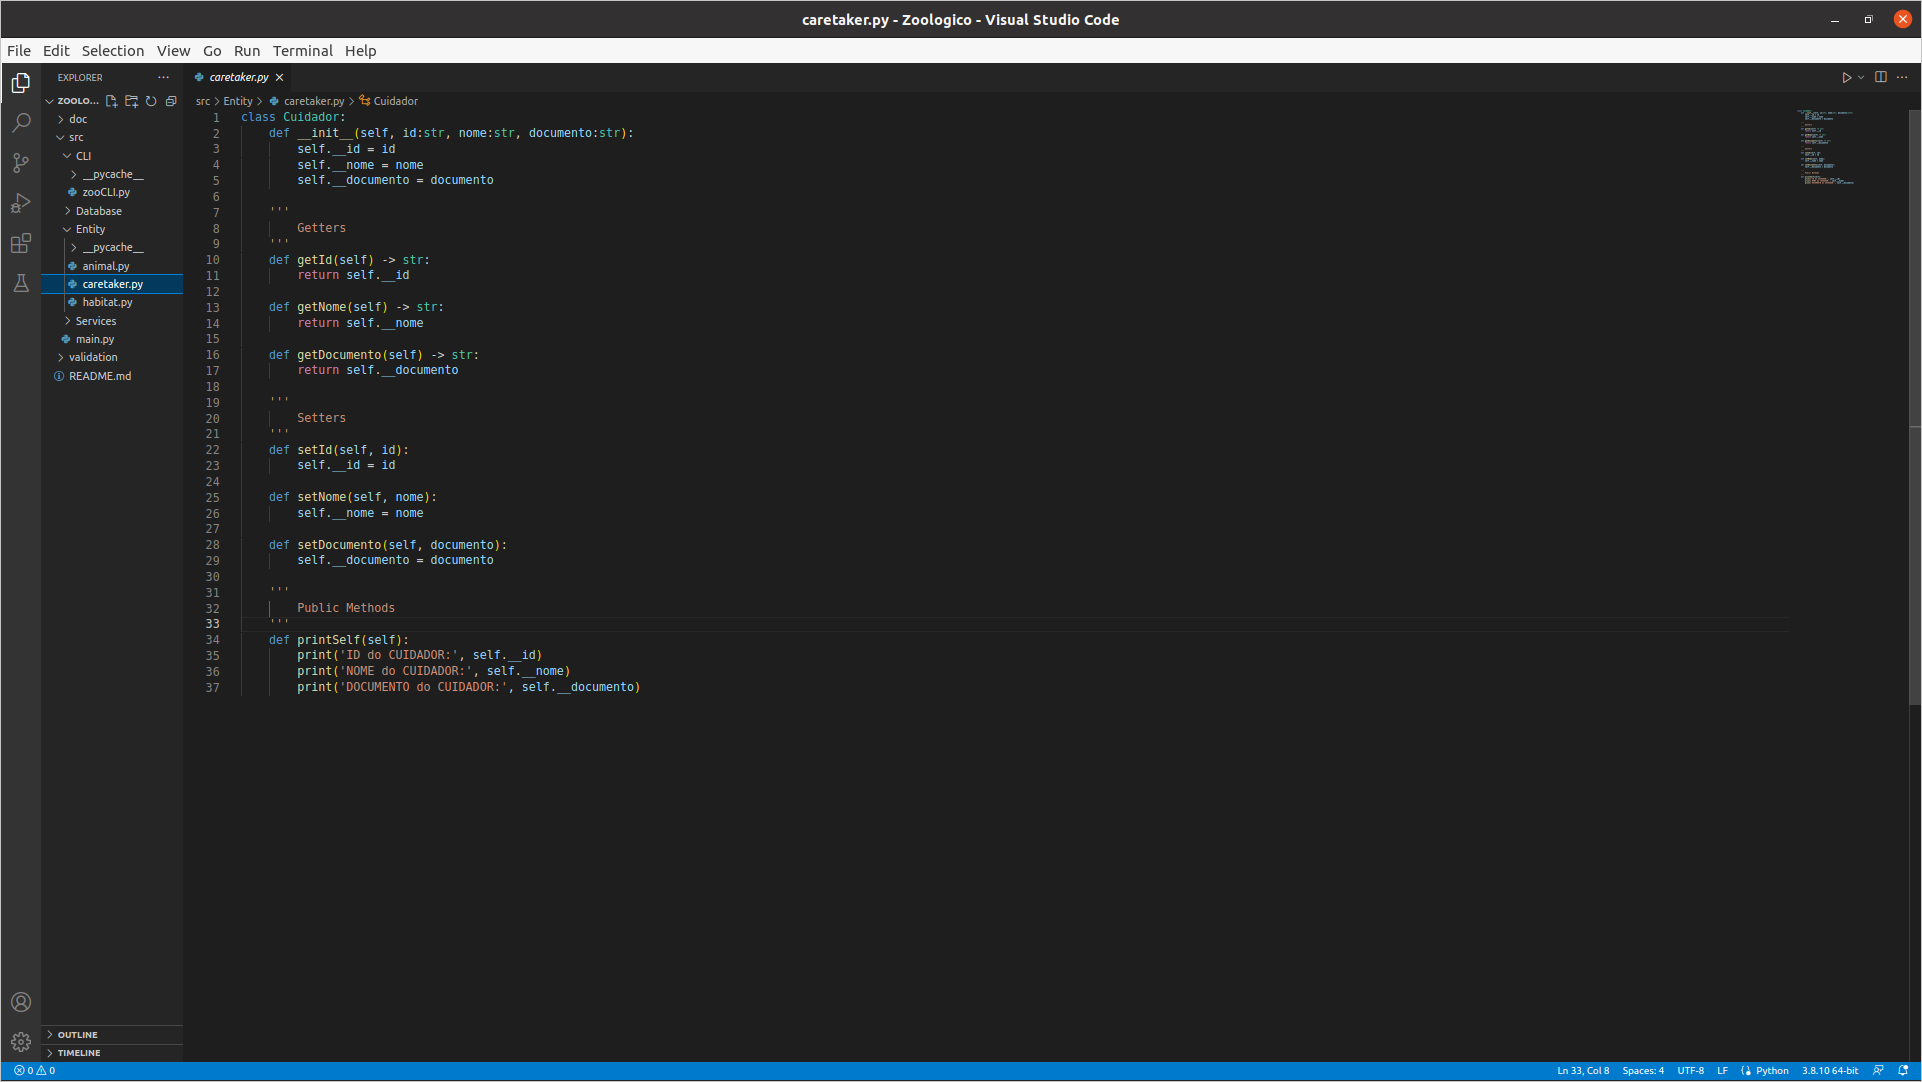 caretaker.py - Zoologico - Visual Studio Code
File Edit Selection View Go Run Terminal Help
EXPLORER
ZOOLO...
doc
src
CLI
__pycache__
zooCLI.py
Database
Entity
__pycache__
animal.py
caretaker.py
habitat.py
Services
main.py
validation
README.md
OUTLINE
TIMELINE
caretaker.py
src > Entity > caretaker.py > Cuidador
1 class Cuidador:
2 def __init__(self, id:str, nome:str, documento:str):
3 self.__id = id
4 self.__nome = nome
5 self.__documento = documento
6
7 '''
8 Getters
9 '''
10 def getId(self) -> str:
11 return self.__id
12
13 def getNome(self) -> str:
14 return self.__nome
15
16 def getDocumento(self) -> str:
17 return self.__documento
18
19 '''
20 Setters
21 '''
22 def setId(self, id):
23 self.__id = id
24
25 def setNome(self, nome):
26 self.__nome = nome
27
28 def setDocumento(self, documento):
29 self.__documento = documento
30
31 '''
32 Public Methods
33 '''
34 def printSelf(self):
35 print('ID do CUIDADOR:', self.__id)
36 print('NOME do CUIDADOR:', self.__nome)
37 print('DOCUMENTO do CUIDADOR:', self.__documento)
0 0 Ln 33, Col 8 Spaces: 4 UTF-8 LF Python 3.8.10 64-bit